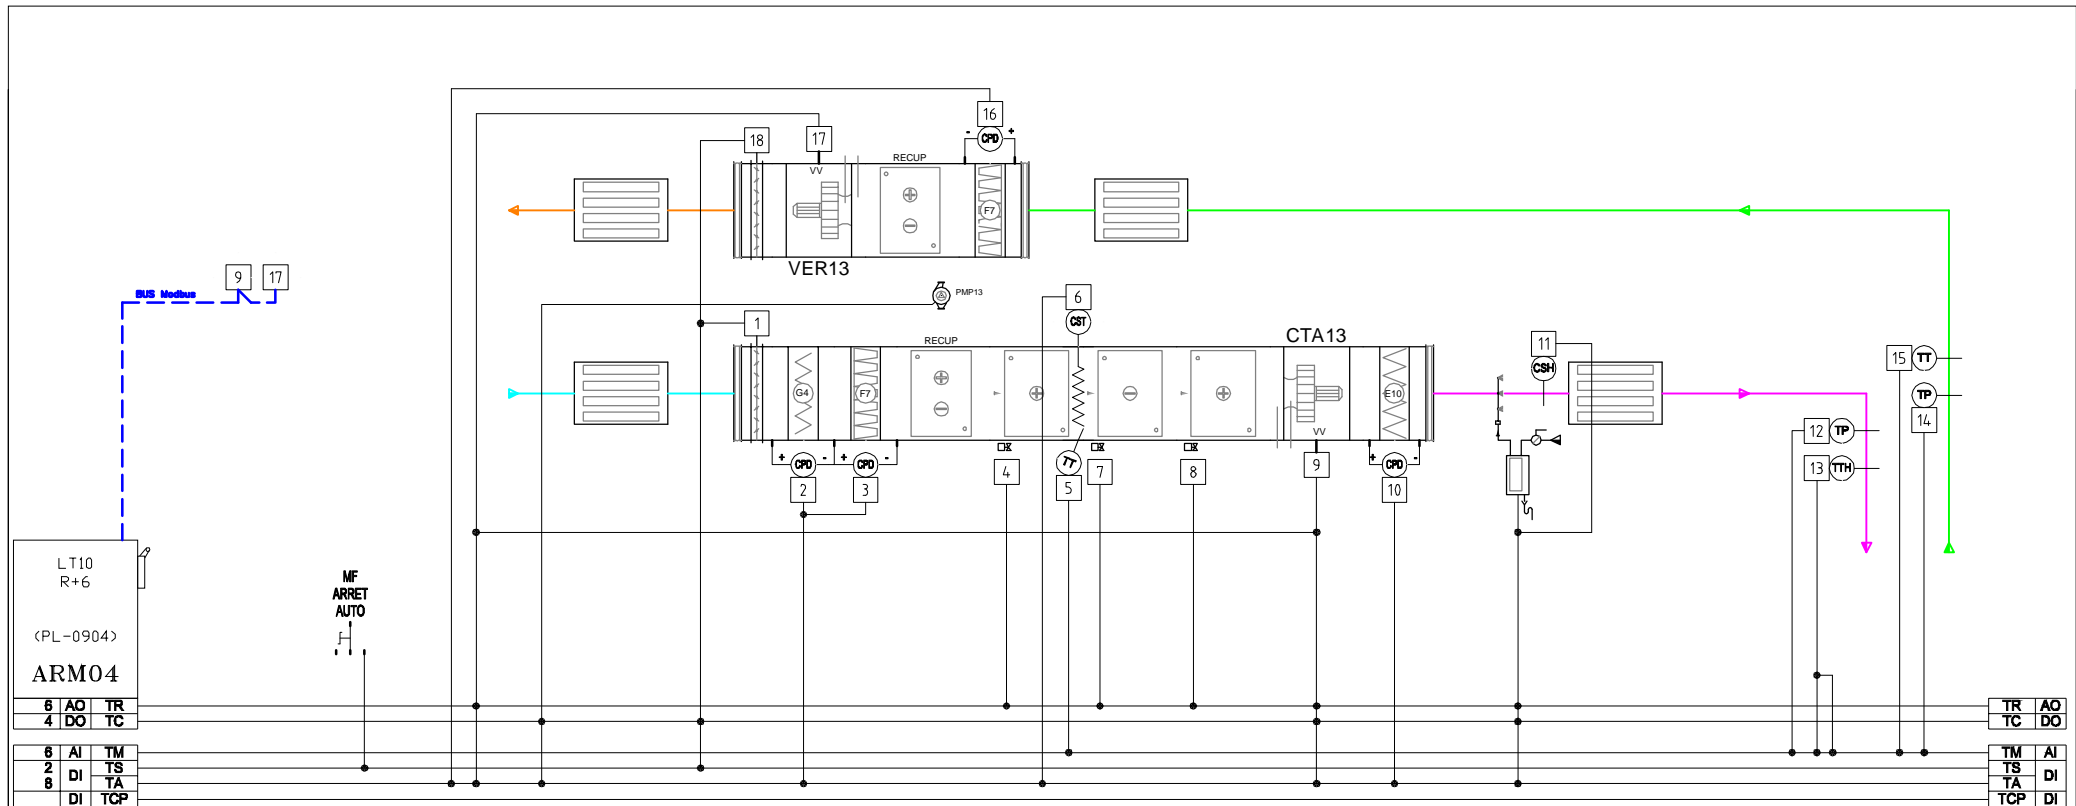 16
- CPD +
18
17
RECUP
VV
F7
VER13
9 17
BUS Modbus
PMP13
6
CST
1
RECUP
CTA13
11
CSH
15 TT
TP
14
12 TP
13 TTH
G4
F7
E10
VV
+ CPD - + CPD -
2
3
4
TT
5
7
8
9
+ CPD -
10
LT10
R+6
(PL-0904)
ARM04
MF
ARRET
AUTO
6 AO TR
4 DO TC
TR AO
TC DO
6 AI TM
2 DI TS
8 TA
DI TCP
TM AI
TS DI
TA
TCP DI